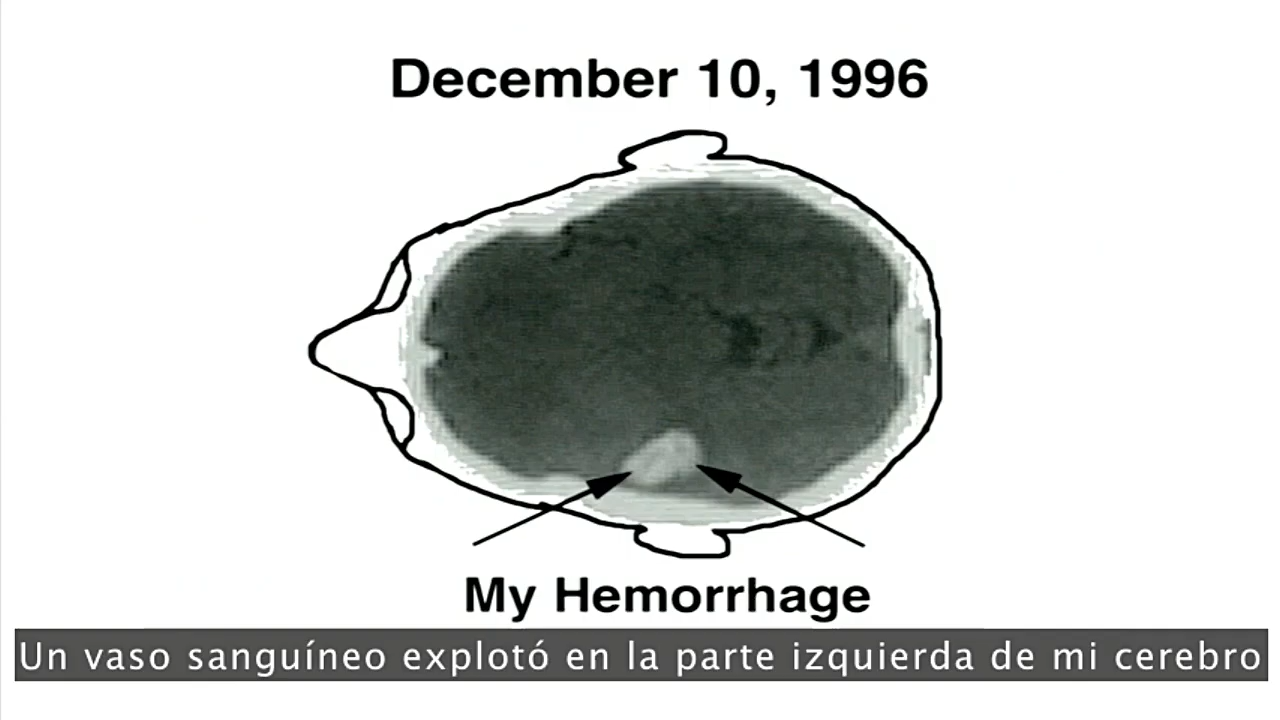 December 10, 1996
My Hemorrhage
Un vaso sanguíneo explotó en la parte izquierda de mi cerebro